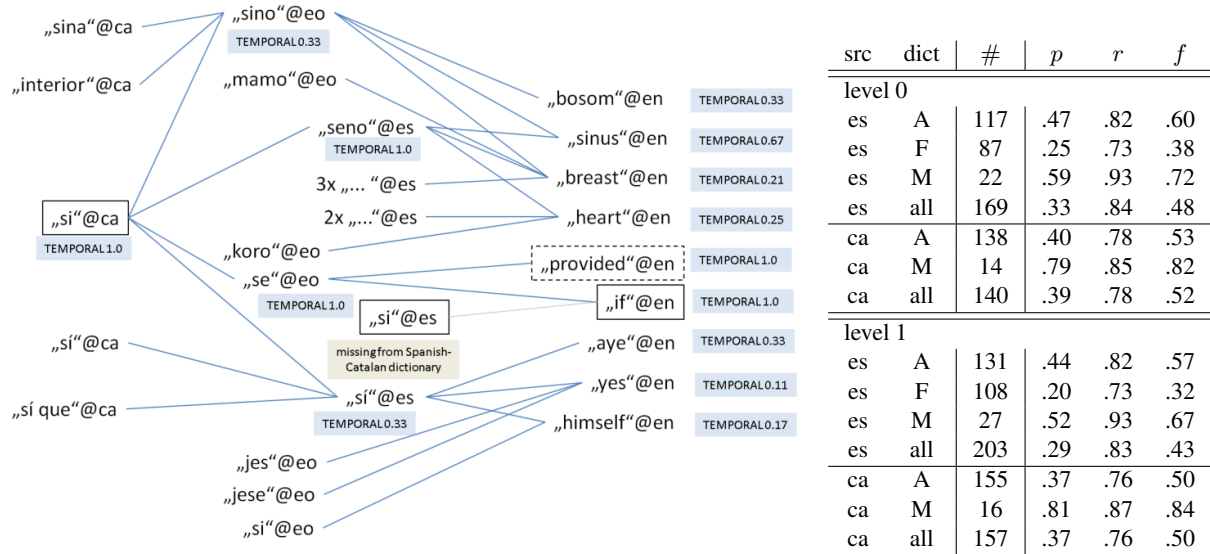 „sina“@ca
„interior“@ca
„si“@ca
TEMPORAL 1.0
„sí“@ca
„sí que“@ca
„sino“@eo
TEMPORAL 0.33
„mamo“@eo
„seno“@es
TEMPORAL 1.0
3x „... “@es
2x „...“@es
„koro“@eo
„se“@eo
TEMPORAL 1.0
„si“@es
missing from Spanish-
Catalan dictionary
„sí“@es
TEMPORAL 0.33
„jes“@eo
„jese“@eo
„si“@eo
„bosom“@en TEMPORAL 0.33
„sinus“@en TEMPORAL 0.67
„breast“@en TEMPORAL 0.21
„heart“@en TEMPORAL 0.25
„provided“@en TEMPORAL 1.0
„if“@en TEMPORAL 1.0
„aye“@en TEMPORAL 0.33
„yes“@en TEMPORAL 0.11
„himself“@en TEMPORAL 0.17
src dict # p r f
level 0
es A 117 .47 .82 .60
es F 87 .25 .73 .38
es M 22 .59 .93 .72
es all 169 .33 .84 .48
ca A 138 .40 .78 .53
ca M 14 .79 .85 .82
ca all 140 .39 .78 .52
level 1
es A 131 .44 .82 .57
es F 108 .20 .73 .32
es M 27 .52 .93 .67
es all 203 .29 .83 .43
ca A 155 .37 .76 .50
ca M 16 .81 .87 .84
ca all 157 .37 .76 .50